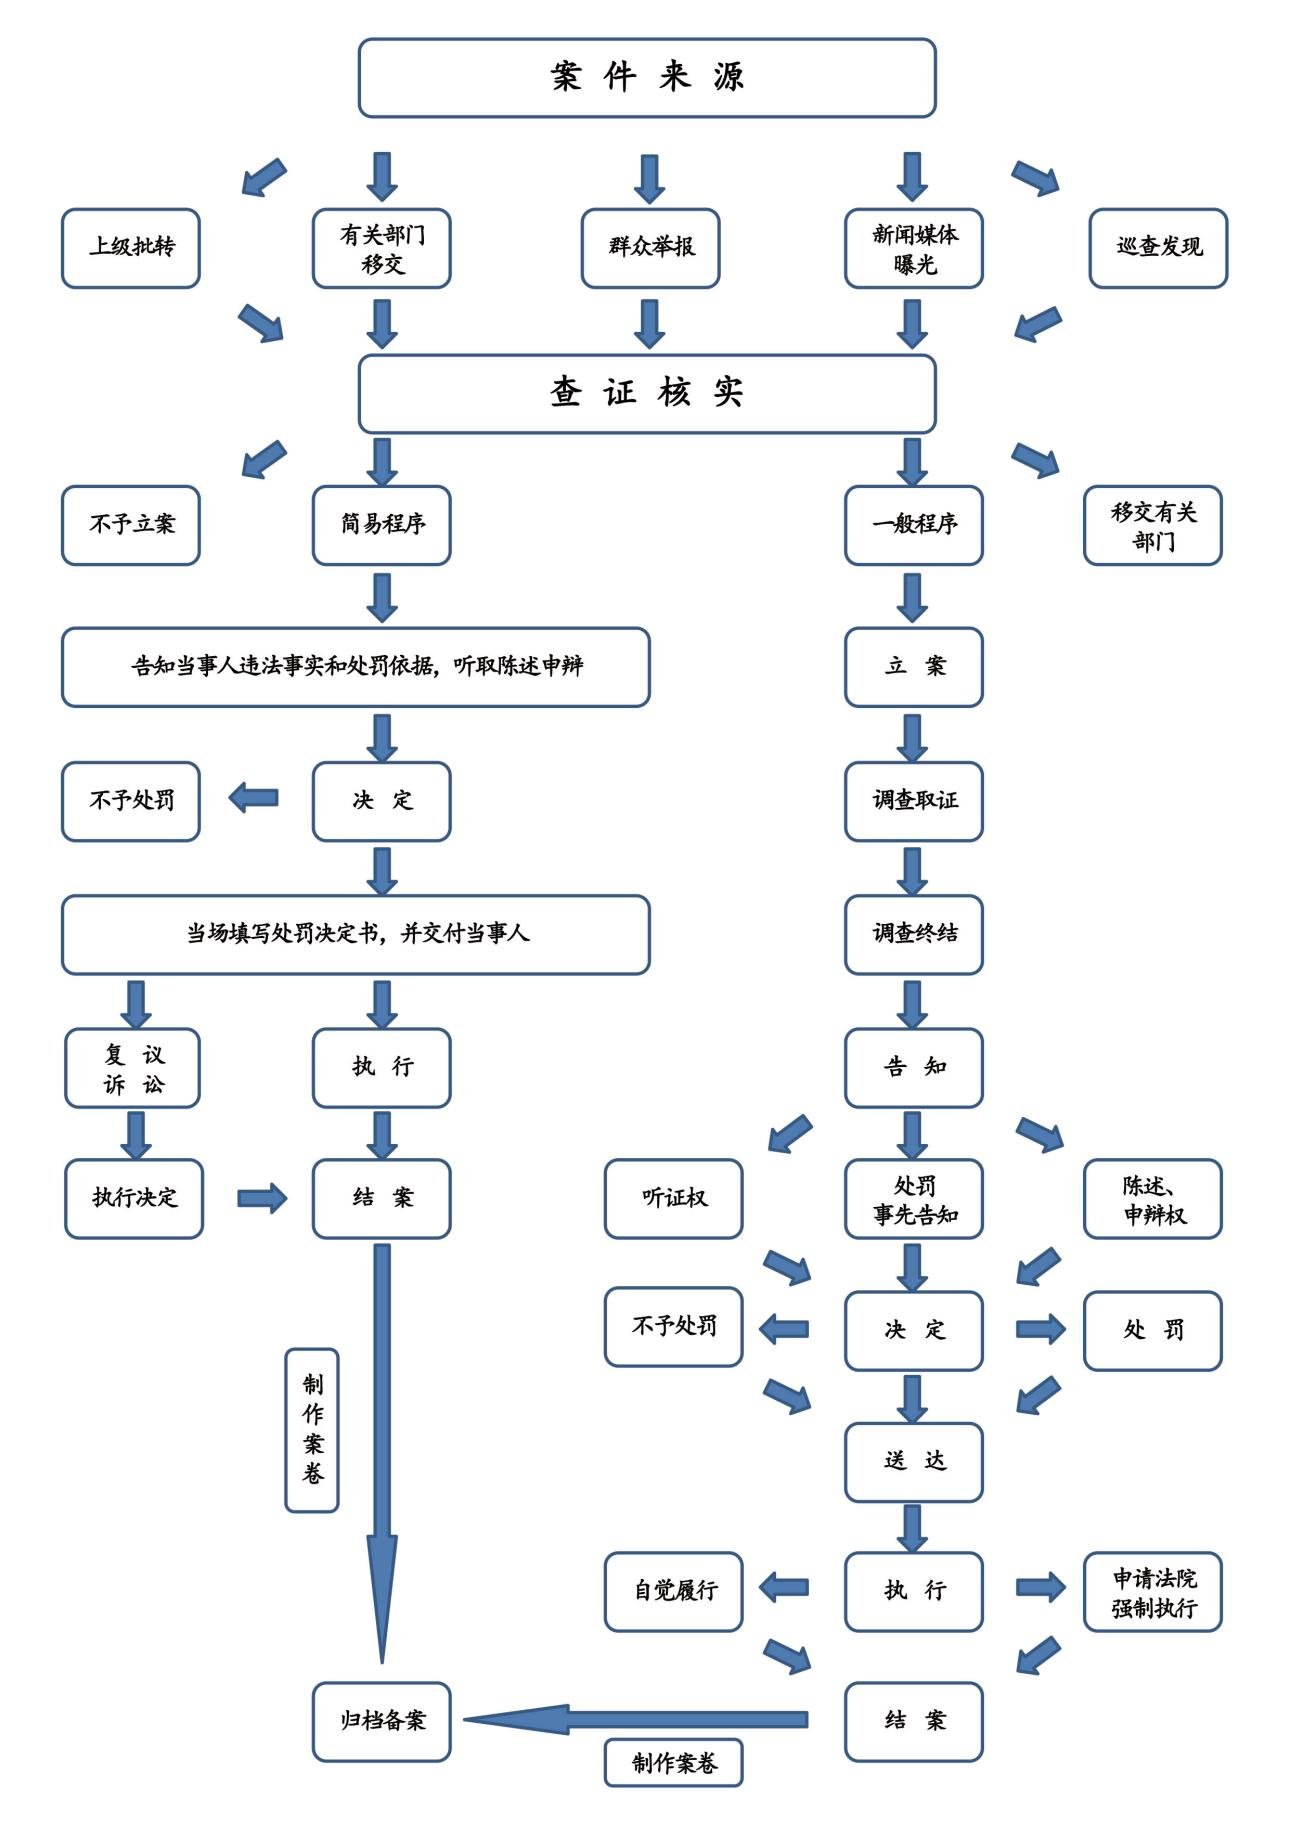 案 件 来 源
上级批转
有关部门
移交
群众举报
新闻媒体
曝光
巡查发现
查 证 核 实
不予立案
简易程序
一般程序
移交有关
部门
告知当事人违法事实和处罚依据，听取陈述申辩
立 案
不予处罚
决 定
调查取证
当场填写处罚决定书，并交付当事人
调查终结
复 议
诉 讼
执 行
告 知
执行决定
结 案
听证权
处罚
事先告知
陈述、
申辩权
不予处罚
决 定
处 罚
制
作
案
卷
送 达
自觉履行
执 行
申请法院
强制执行
归档备案
结 案
制作案卷